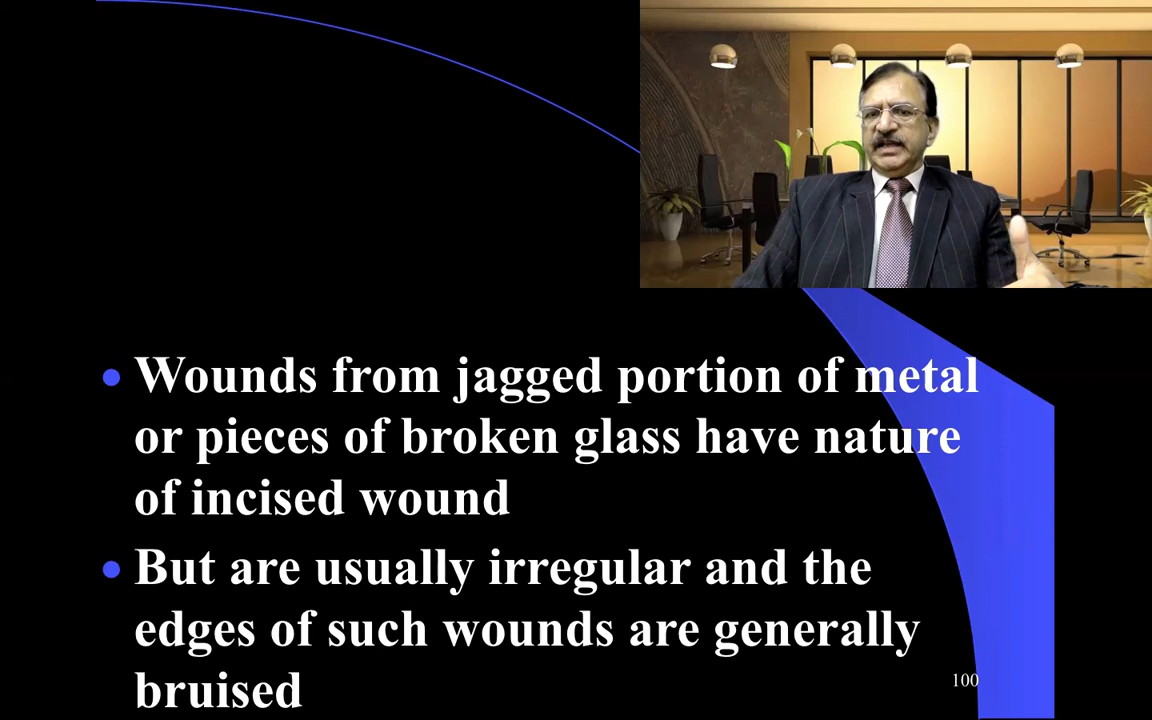 Wounds from jagged portion of metal
or pieces of broken glass have nature
of incised wound
But are usually irregular and the
edges of such wounds are generally
bruised
100